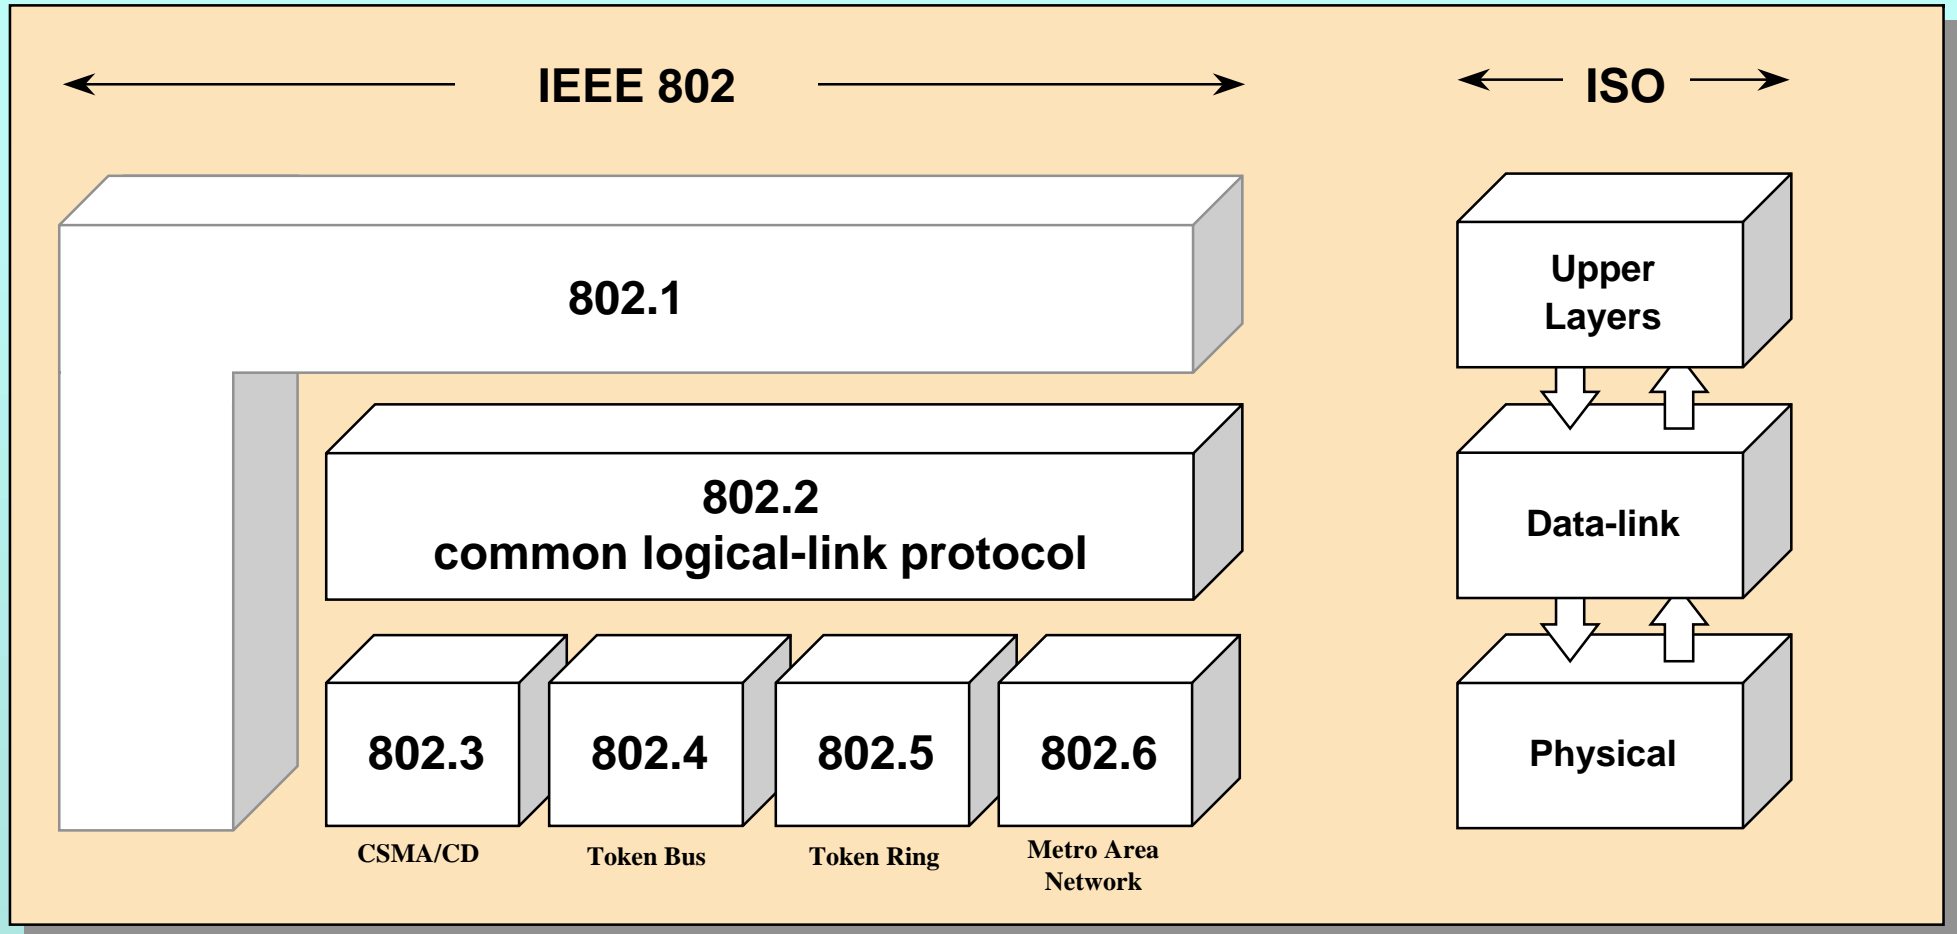 IEEE 802
ISO
802.1
Upper
Layers
802.2
common logical-link protocol
Data-link
802.3
802.4
802.5
802.6
Physical
CSMA/CD
Token Bus
Token Ring
Metro Area
Network